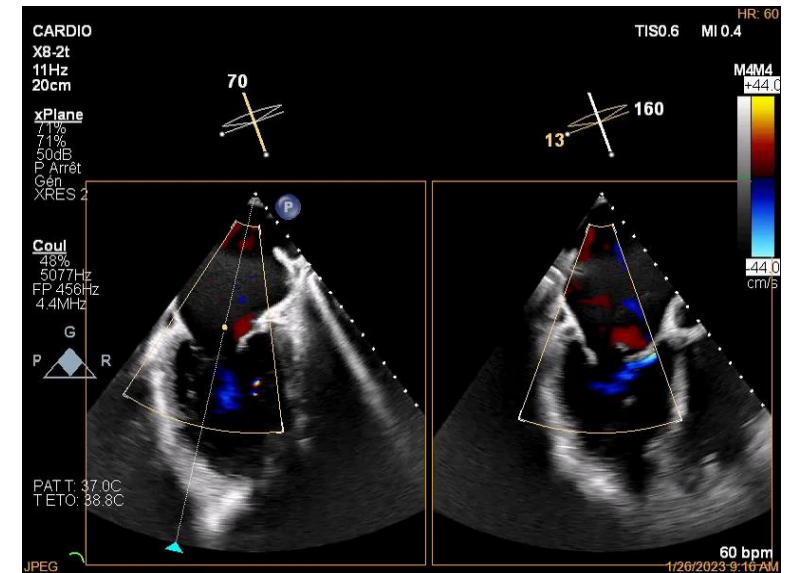 HR: 60
CARDIO
TIS0.6 MI 0.4
X8-2t
11Hz
20cm
M4M4
+44.0
70
160
13
xPlane
71%
71%
50dB
P Arrêt
Gén
XRES 2
P
Coul
48%
5077Hz
FP 456Hz
4.4MHz
-44.0
cm/s
G
P R
PAT T: 37.0C
T ETO: 38.8C
60 bpm
JPEG
1/26/2023 9:16 AM